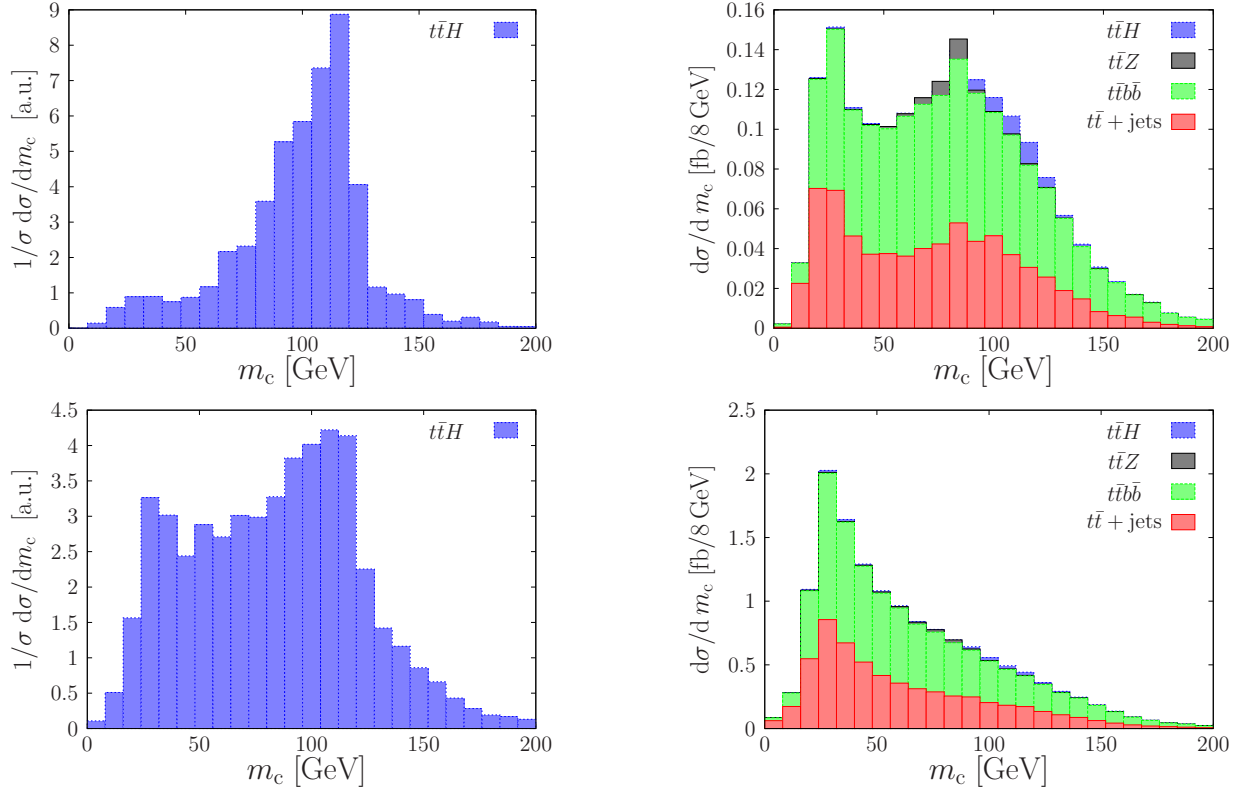 1/σ dσ/dm_c [a.u.]
9
8
7
6
5
4
3
2
1
0
tt̄H
0 50 100 150 200
m_c [GeV]
dσ/d m_c [fb/8 GeV]
0.16
0.14
0.12
0.1
0.08
0.06
0.04
0.02
0
tt̄H
tt̄Z
tt̄bb̄
tt̄ + jets
0 50 100 150 200
m_c [GeV]
1/σ dσ/dm_c [a.u.]
4.5
4
3.5
3
2.5
2
1.5
1
0.5
0
tt̄H
0 50 100 150 200
m_c [GeV]
dσ/d m_c [fb/8 GeV]
2.5
2
1.5
1
0.5
0
tt̄H
tt̄Z
tt̄bb̄
tt̄ + jets
0 50 100 150 200
m_c [GeV]